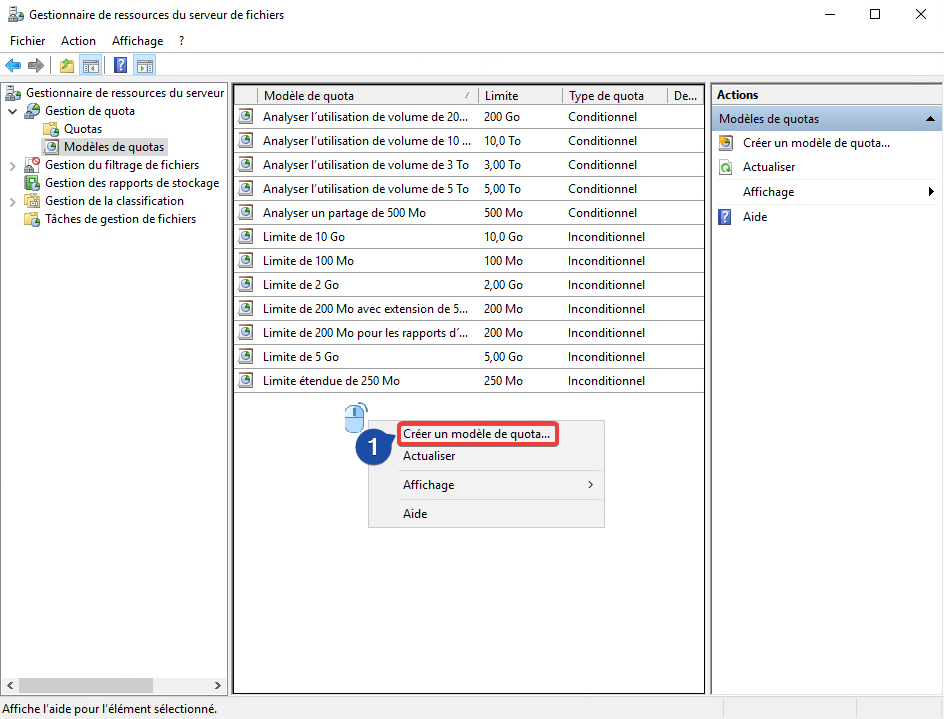 Gestionnaire de ressources du serveur de fichiers
Fichier Action Affichage ?
Gestionnaire de ressources du serveur
Gestion de quota
Quotas
Modèles de quotas
Gestion du filtrage de fichiers
Gestion des rapports de stockage
Gestion de la classification
Tâches de gestion de fichiers
Modèle de quota Limite Type de quota De...
Analyser l´utilisation de volume de 20... 200 Go Conditionnel
Analyser l'utilisation de volume de 10 ... 10,0 To Conditionnel
Analyser l'utilisation de volume de 3 To 3,00 To Conditionnel
Analyser l'utilisation de volume de 5 To 5,00 To Conditionnel
Analyser un partage de 500 Mo 500 Mo Conditionnel
Limite de 10 Go 10,0 Go Inconditionnel
Limite de 100 Mo 100 Mo Inconditionnel
Limite de 2 Go 2,00 Go Inconditionnel
Limite de 200 Mo avec extension de 5... 200 Mo Inconditionnel
Limite de 200 Mo pour les rapports d´... 200 Mo Inconditionnel
Limite de 5 Go 5,00 Go Inconditionnel
Limite étendue de 250 Mo 250 Mo Inconditionnel
1
Créer un modèle de quota...
Actualiser
Affichage
Aide
Actions
Modèles de quotas
Créer un modèle de quota...
Actualiser
Affichage
Aide
Affiche l'aide pour l'élément sélectionné.